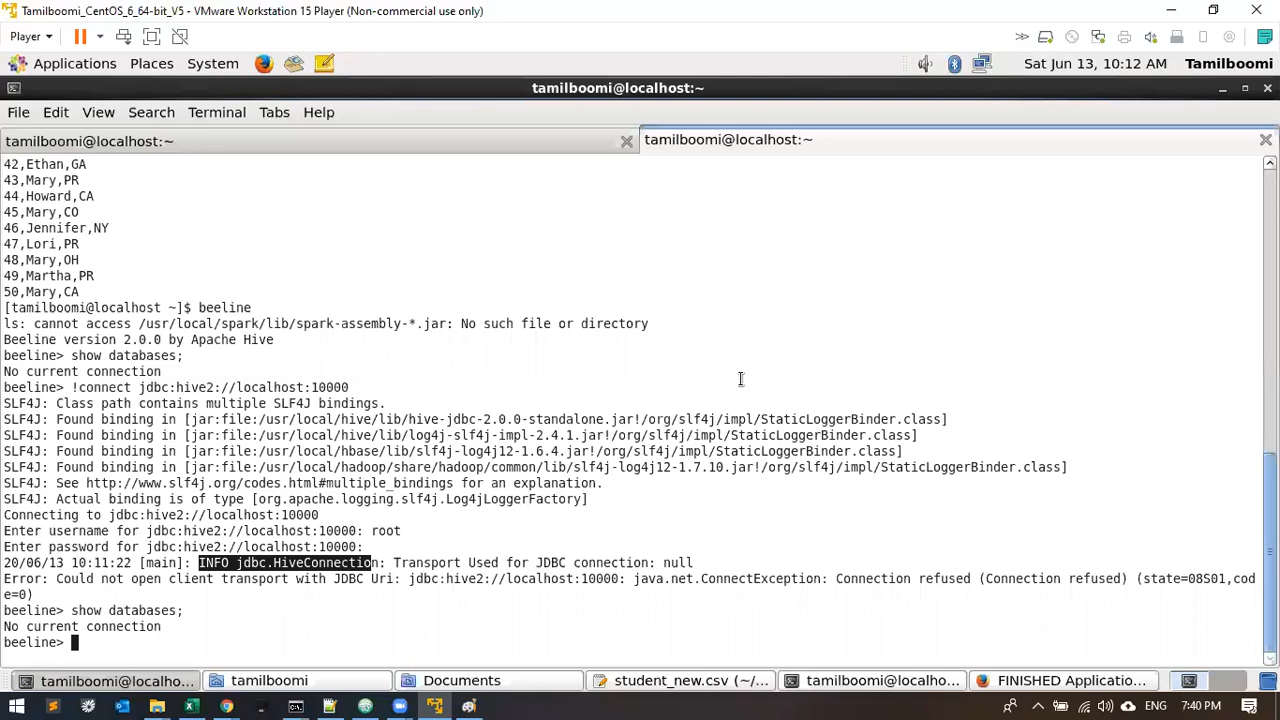 Tamilboomi_CentOS_6_64-bit_V5 - VMware Workstation 15 Player (Non-commercial use only)
Player
Applications Places System Sat Jun 13, 10:12 AM Tamilboomi
tamilboomi@localhost:~
File Edit View Search Terminal Tabs Help
tamilboomi@localhost:~ tamilboomi@localhost:~
42,Ethan,GA
43,Mary,PR
44,Howard,CA
45,Mary,CO
46,Jennifer,NY
47,Lori,PR
48,Mary,OH
49,Martha,PR
50,Mary,CA
[tamilboomi@localhost ~]$ beeline
ls: cannot access /usr/local/spark/lib/spark-assembly-*.jar: No such file or directory
Beeline version 2.0.0 by Apache Hive
beeline> show databases;
No current connection
beeline> !connect jdbc:hive2://localhost:10000
SLF4J: Class path contains multiple SLF4J bindings.
SLF4J: Found binding in [jar:file:/usr/local/hive/lib/hive-jdbc-2.0.0-standalone.jar!/org/slf4j/impl/StaticLoggerBinder.class]
SLF4J: Found binding in [jar:file:/usr/local/hive/lib/log4j-slf4j-impl-2.4.1.jar!/org/slf4j/impl/StaticLoggerBinder.class]
SLF4J: Found binding in [jar:file:/usr/local/hbase/lib/slf4j-log4j12-1.6.4.jar!/org/slf4j/impl/StaticLoggerBinder.class]
SLF4J: Found binding in [jar:file:/usr/local/hadoop/share/hadoop/common/lib/slf4j-log4j12-1.7.10.jar!/org/slf4j/impl/StaticLoggerBinder.class]
SLF4J: See http://www.slf4j.org/codes.html#multiple_bindings for an explanation.
SLF4J: Actual binding is of type [org.apache.logging.slf4j.Log4jLoggerFactory]
Connecting to jdbc:hive2://localhost:10000
Enter username for jdbc:hive2://localhost:10000: root
Enter password for jdbc:hive2://localhost:10000:
20/06/13 10:11:22 [main]: INFO jdbc.HiveConnection: Transport Used for JDBC connection: null
Error: Could not open client transport with JDBC Uri: jdbc:hive2://localhost:10000: java.net.ConnectException: Connection refused (Connection refused) (state=08S01,cod
e=0)
beeline> show databases;
No current connection
beeline>
tamilboomi@localho... tamilboomi Documents student_new.csv (~/... tamilboomi@localho... FINISHED Applicatio...
ENG 7:40 PM